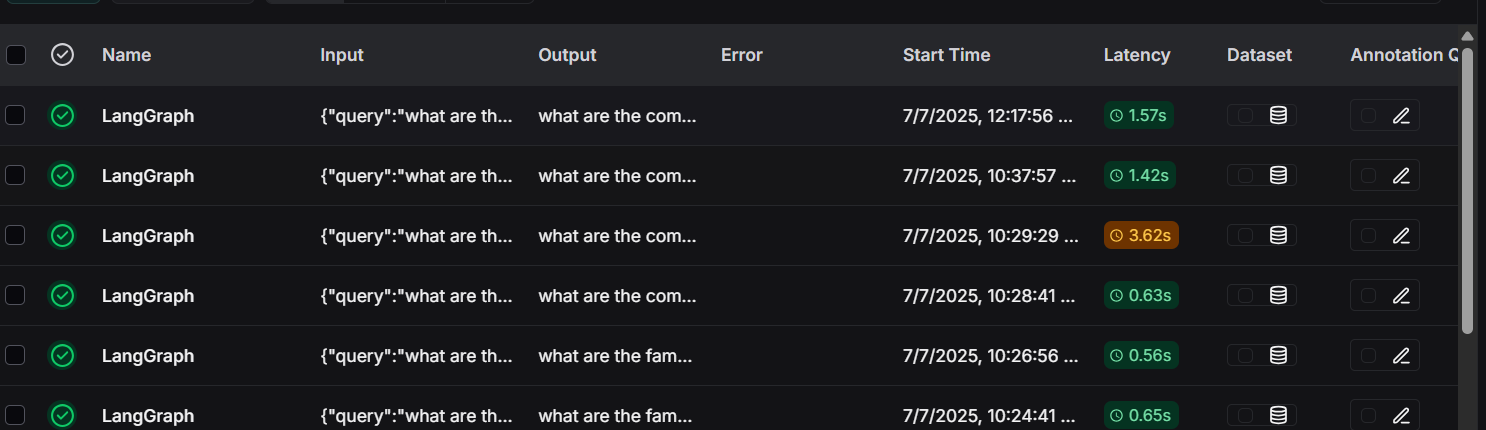 Name Input Output Error Start Time Latency Dataset Annotation Q
LangGraph {"query":"what are th... what are the com... 7/7/2025, 12:17:56 ... 1.57s
LangGraph {"query":"what are th... what are the com... 7/7/2025, 10:37:57 ... 1.42s
LangGraph {"query":"what are th... what are the com... 7/7/2025, 10:29:29 ... 3.62s
LangGraph {"query":"what are th... what are the com... 7/7/2025, 10:28:41 ... 0.63s
LangGraph {"query":"what are th... what are the fam... 7/7/2025, 10:26:56 ... 0.56s
LangGraph {"query":"what are th... what are the fam... 7/7/2025, 10:24:41 ... 0.65s